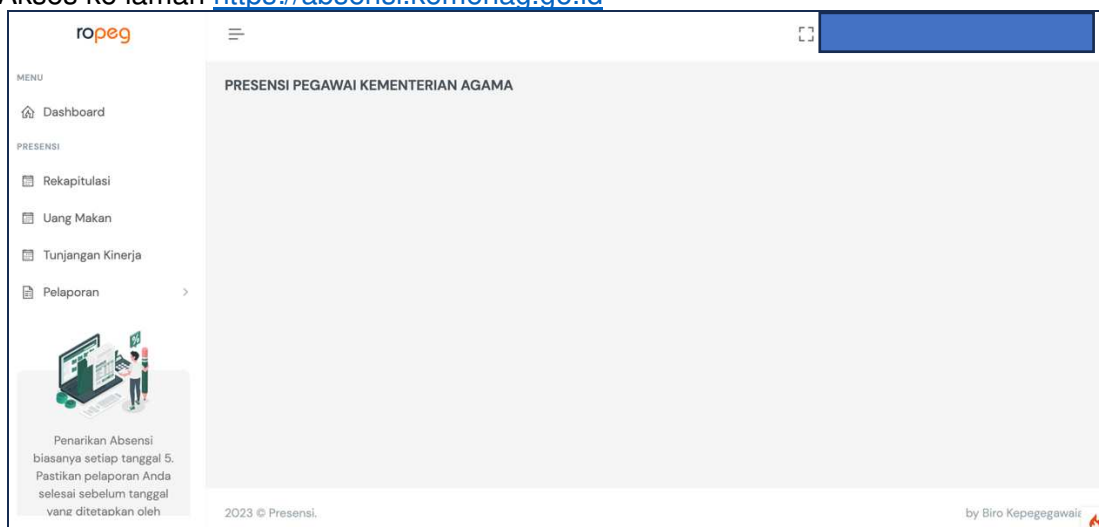 Akses ke laman https://absensi.kemenag.go.id
ropeg
MENU
Dashboard
PRESENSI
Rekapitulasi
Uang Makan
Tunjangan Kinerja
Pelaporan
Penarikan Absensi
biasanya setiap tanggal 5.
Pastikan pelaporan Anda
selesai sebelum tanggal
yang ditetapkan oleh
PRESENSI PEGAWAI KEMENTERIAN AGAMA
2023 © Presensi.
by Biro